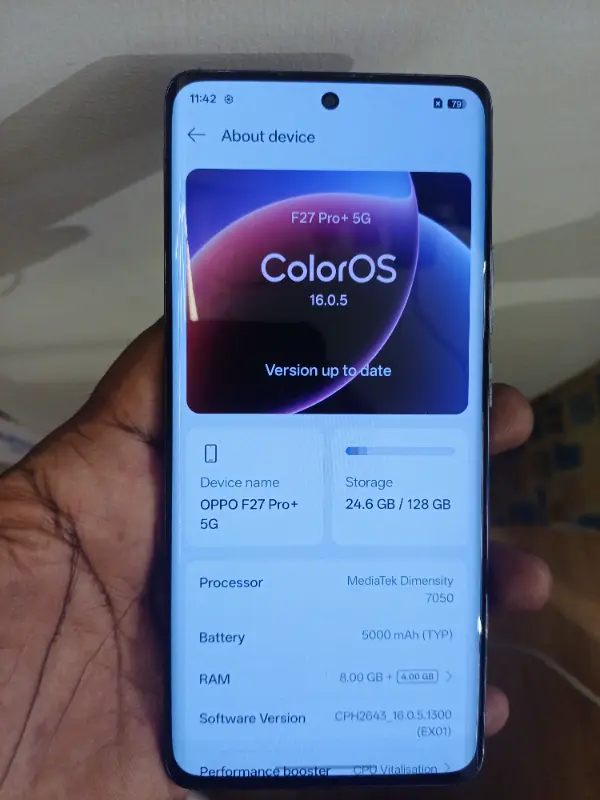 11:42
79
About device
F27 Pro+ 5G
ColorOS
16.0.5
Version up to date
Device name
OPPO F27 Pro+
5G
Storage
24.6 GB / 128 GB
Processor
MediaTek Dimensity
7050
Battery
5000 mAh (TYP)
RAM
8.00 GB + 4.00 GB
Software Version
CPH2643_16.0.5.1300
(EX01)
Performance booster
CPU Vitalisation